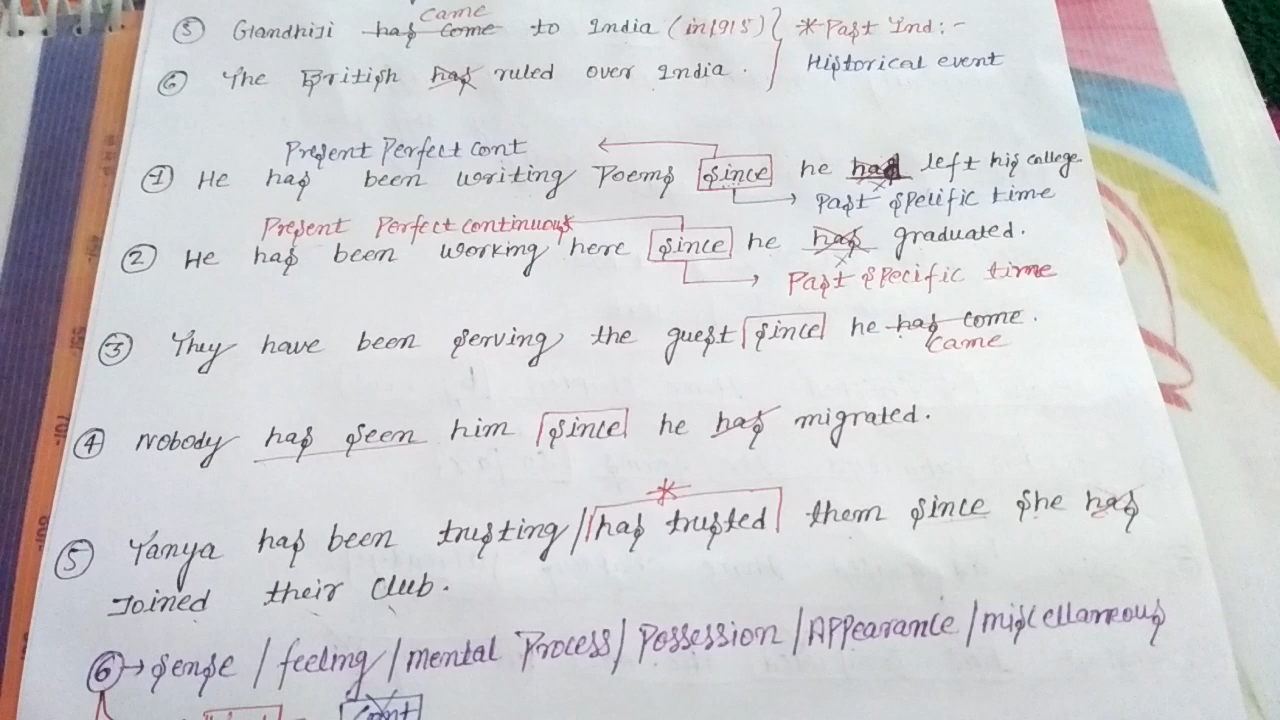 came
⑤ Gandhiji has come to India (in 1915) } *Past Ind:-
⑥ The British has ruled over India. Historical event
Present Perfect cont
① He has been writing Poems since he had left his college.
Past specific time
Present Perfect continuous
② He has been working here since he has graduated.
Past specific time
③ They have been serving the guest since he has come.
came
④ Nobody has seen him since he has migrated.
*
⑤ Tanya has been trusting / has trusted them since she has
Joined their club.
⑥→ sense / feeling / mental Process / Possession / Appearance / miscellaneous
Cont